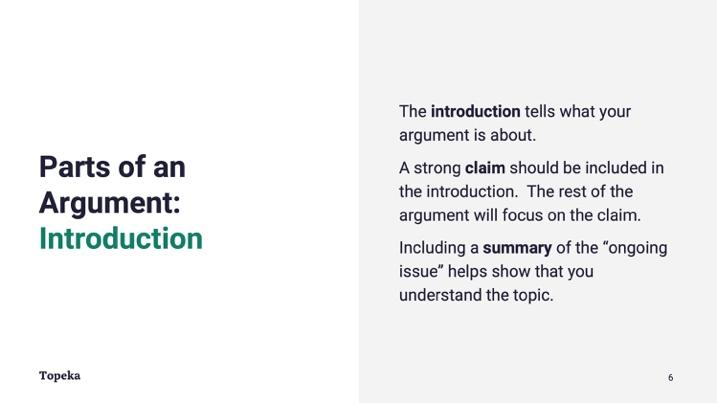 Parts of an
Argument:
Introduction
The introduction tells what your
argument is about.
A strong claim should be included in
the introduction.  The rest of the
argument will focus on the claim.
Including a summary of the “ongoing
issue” helps show that you
understand the topic.
Topeka
6